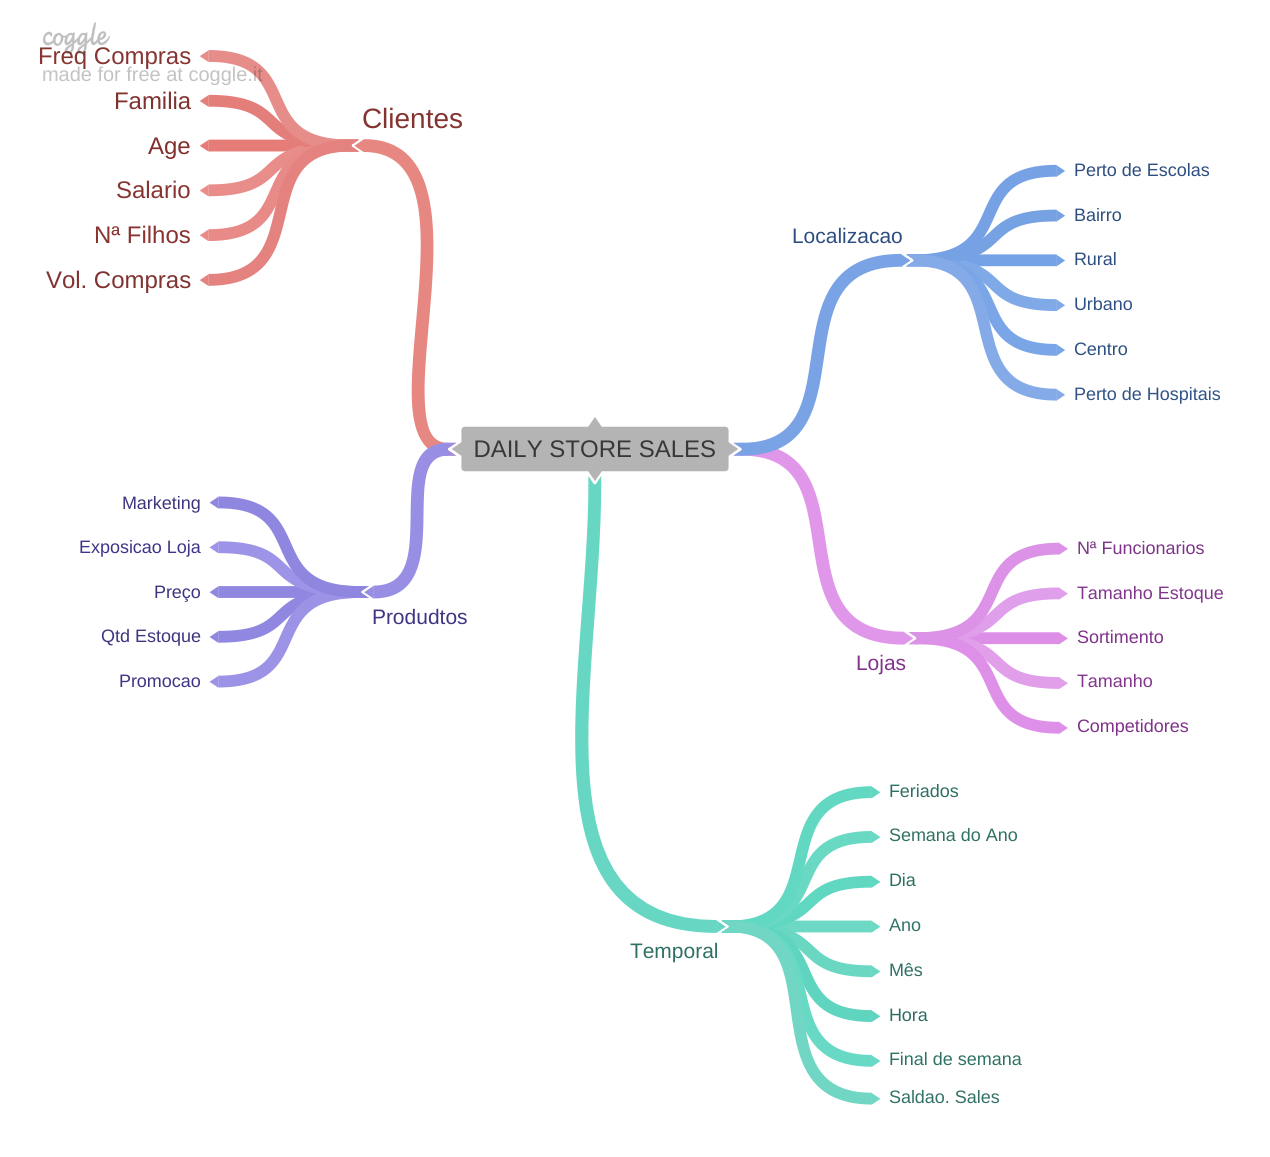 coggle
made for free at coggle.it
Freq Compras
Familia
Age
Salario
Nª Filhos
Vol. Compras
Clientes
Localizacao
Perto de Escolas
Bairro
Rural
Urbano
Centro
Perto de Hospitais
DAILY STORE SALES
Marketing
Exposicao Loja
Preço
Qtd Estoque
Promocao
Produdtos
Lojas
Nª Funcionarios
Tamanho Estoque
Sortimento
Tamanho
Competidores
Temporal
Feriados
Semana do Ano
Dia
Ano
Mês
Hora
Final de semana
Saldao. Sales